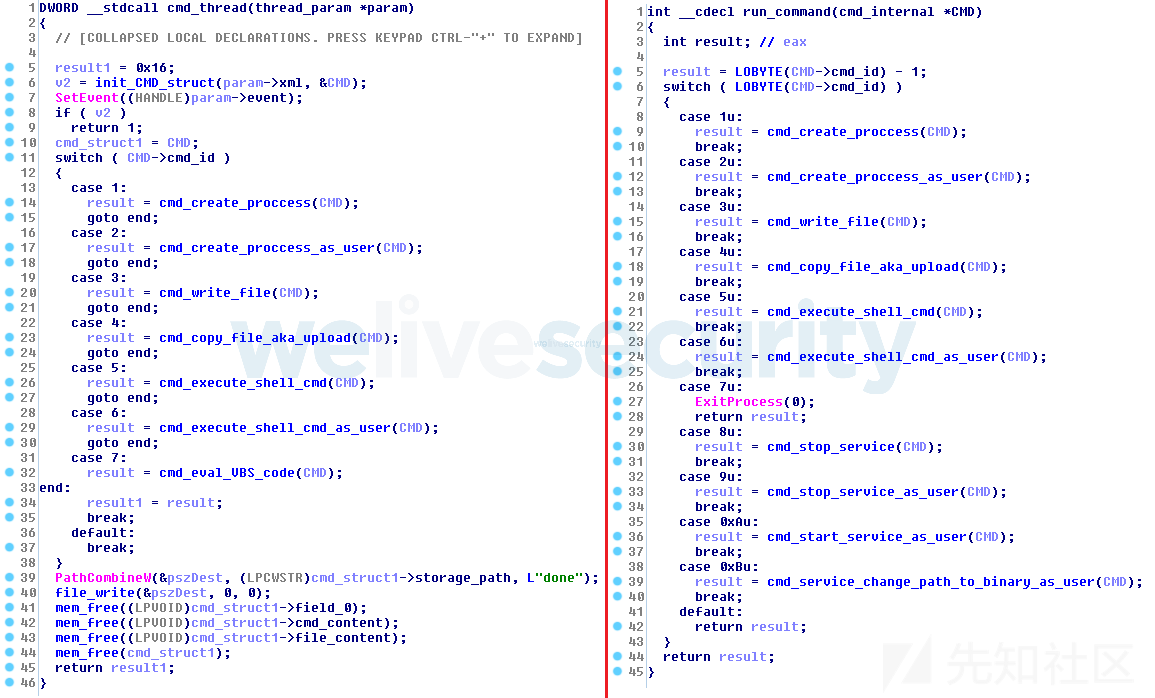 1 DWORD __stdcall cmd_thread(thread_param *param)
2 {
3 // [COLLAPSED LOCAL DECLARATIONS. PRESS KEYPAD CTRL-"+" TO EXPAND]
4
5 result1 = 0x16;
6 v2 = init_CMD_struct(param->xml, &CMD);
7 SetEvent((HANDLE)param->event);
8 if ( v2 )
9 return 1;
10 cmd_struct1 = CMD;
11 switch ( CMD->cmd_id )
12 {
13 case 1:
14 result = cmd_create_proccess(CMD);
15 goto end;
16 case 2:
17 result = cmd_create_proccess_as_user(CMD);
18 goto end;
19 case 3:
20 result = cmd_write_file(CMD);
21 goto end;
22 case 4:
23 result = cmd_copy_file_aka_upload(CMD);
24 goto end;
25 case 5:
26 result = cmd_execute_shell_cmd(CMD);
27 goto end;
28 case 6:
29 result = cmd_execute_shell_cmd_as_user(CMD);
30 goto end;
31 case 7:
32 result = cmd_eval_VBS_code(CMD);
33 end:
34 result1 = result;
35 break;
36 default:
37 break;
38 }
39 PathCombineW(&pszDest, (LPCWSTR)cmd_struct1->storage_path, L"done");
40 file_write(&pszDest, 0, 0);
41 mem_free((LPVOID)cmd_struct1->field_0);
42 mem_free((LPVOID)cmd_struct1->cmd_content);
43 mem_free((LPVOID)cmd_struct1->file_content);
44 mem_free(cmd_struct1);
45 return result1;
46 }
1 int __cdecl run_command(cmd_internal *CMD)
2 {
3 int result; // eax
4
5 result = LOBYTE(CMD->cmd_id) - 1;
6 switch ( LOBYTE(CMD->cmd_id) )
7 {
8 case 1u:
9 result = cmd_create_proccess(CMD);
10 break;
11 case 2u:
12 result = cmd_create_proccess_as_user(CMD);
13 break;
14 case 3u:
15 result = cmd_write_file(CMD);
16 break;
17 case 4u:
18 result = cmd_copy_file_aka_upload(CMD);
19 break;
20 case 5u:
21 result = cmd_execute_shell_cmd(CMD);
22 break;
23 case 6u:
24 result = cmd_execute_shell_cmd_as_user(CMD);
25 break;
26 case 7u:
27 ExitProcess(0);
28 return result;
29 case 8u:
30 result = cmd_stop_service(CMD);
31 break;
32 case 9u:
33 result = cmd_stop_service_as_user(CMD);
34 break;
35 case 0xAu:
36 result = cmd_start_service_as_user(CMD);
37 break;
38 case 0xBu:
39 result = cmd_service_change_path_to_binary_as_user(CMD);
40 break;
41 default:
42 return result;
43 }
44 return result;
45 }
welivesecurity
先知社区